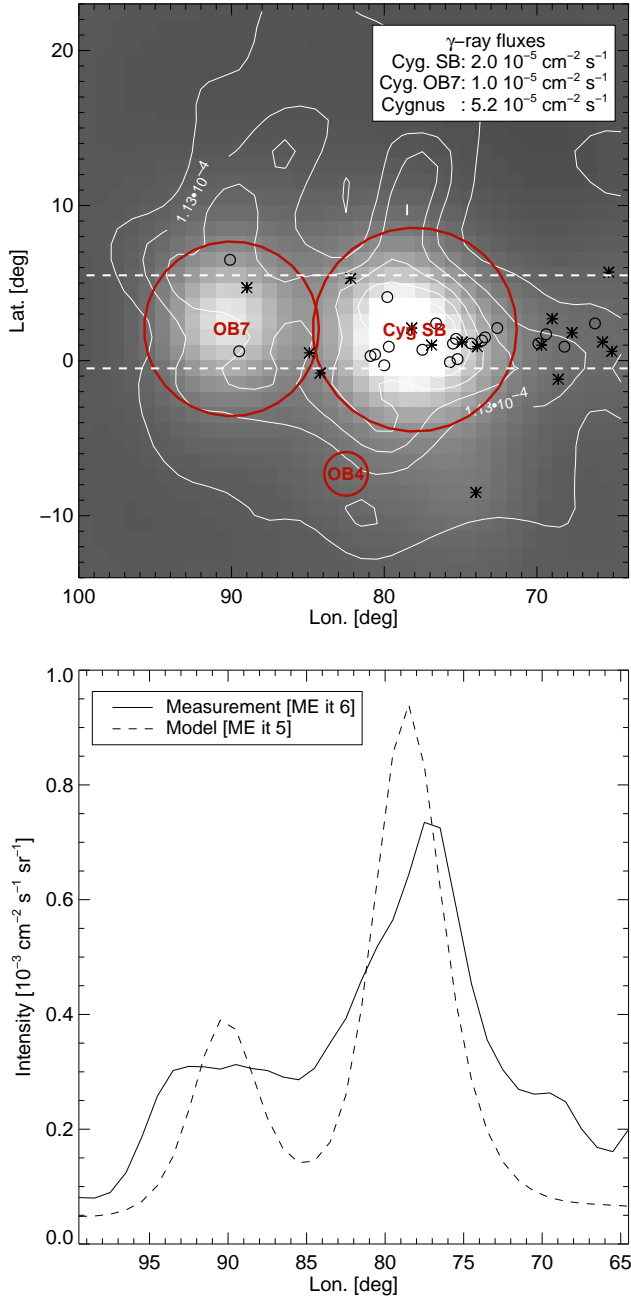 γ−ray fluxes
Cyg. SB: 2.0 10−5 cm−2 s−1
Cyg. OB7: 1.0 10−5 cm−2 s−1
Cygnus : 5.2 10−5 cm−2 s−1
1.13•10−4
OB7
Cyg SB
1.13•10−4
OB4
20
10
0
−10
Lat. [deg]
100
90
80
70
Lon. [deg]
Measurement [ME it 6]
Model [ME it 5]
1.0
0.8
0.6
0.4
0.2
0.0
Intensity [10−3 cm−2 s−1 sr−1]
95
90
85
80
75
70
65
Lon. [deg]